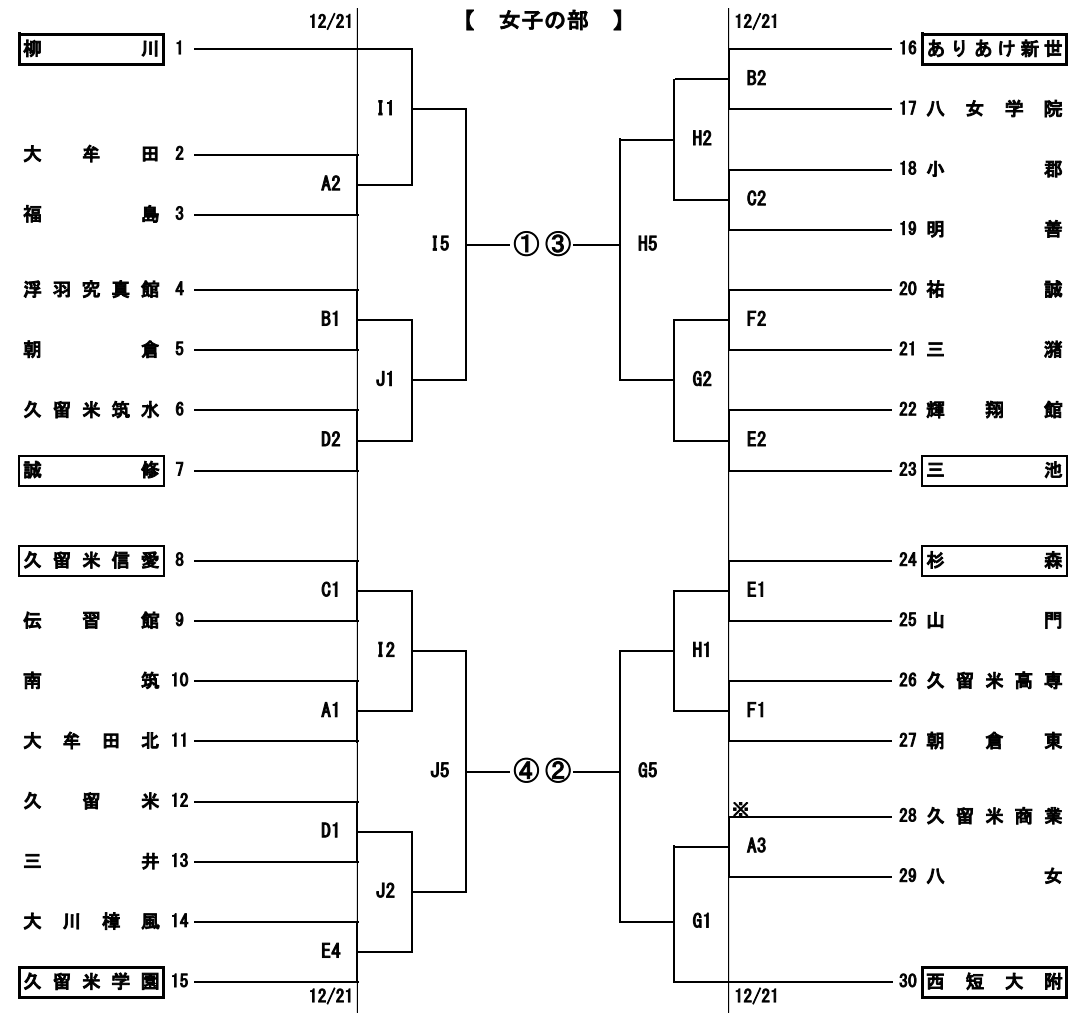 【 女子の部 】
12/21
12/21
柳川 1
I1
大牟田 2
A2
福島 3
I5
①
浮羽究真館 4
B1
朝倉 5
J1
久留米筑水 6
D2
誠修 7
久留米信愛 8
C1
伝習館 9
I2
南筑 10
A1
大牟田北 11
J5
④
久留米 12
D1
三井 13
J2
大川樟風 14
E4
久留米学園 15
12/21
16 ありあけ新世
B2
17 八女学院
H2
18 小郡
C2
19 明善
③
H5
20 祐誠
F2
21 三潴
G2
22 輝翔館
E2
23 三池
24 杉森
E1
25 山門
H1
26 久留米高専
F1
27 朝倉東
②
G5
※
28 久留米商業
A3
29 八女
G1
30 西短大附
12/21